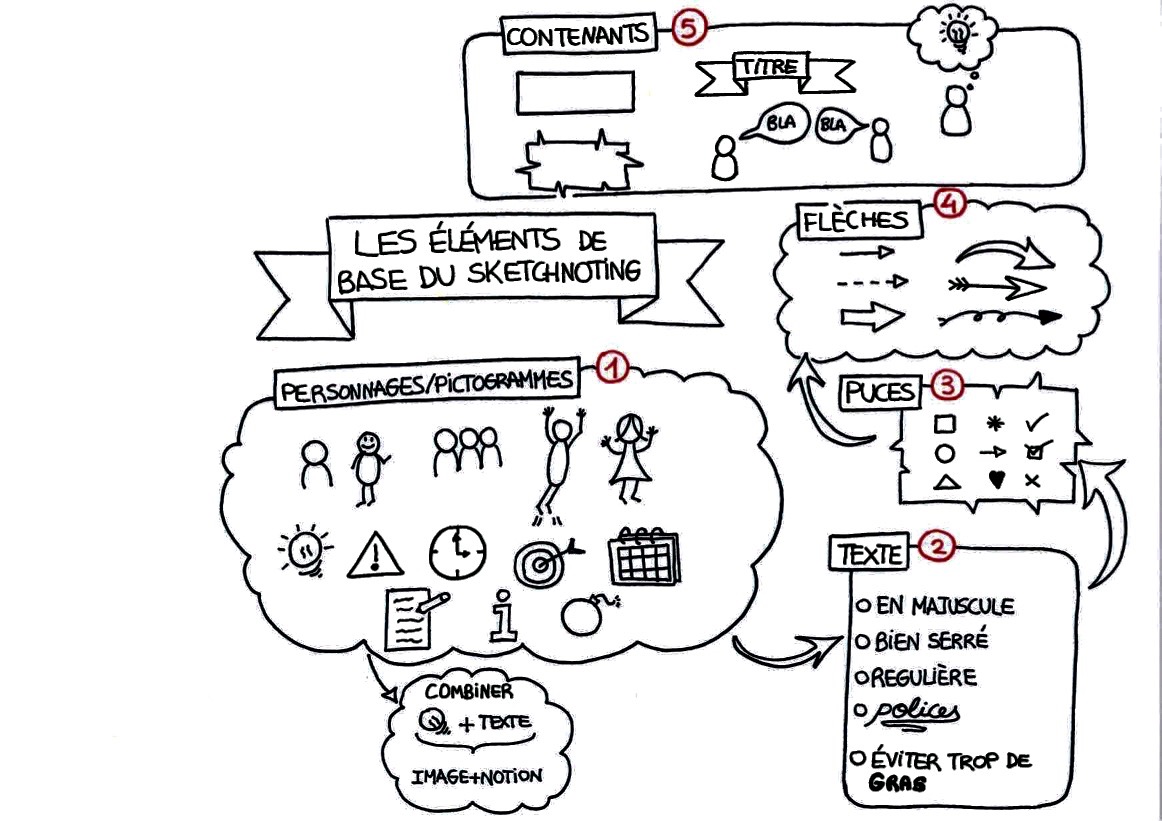 CONTENANTS 5
TITRE
BLA BLA
LES ÉLÉMENTS DE
BASE DU SKETCHNOTING
FLÈCHES 4
PERSONNAGES/PICTOGRAMMES 1
PUCES 3
TEXTE 2
EN MAJUSCULE
BIEN SERRÉ
REGULIÈRE
polices
ÉVITER TROP DE
GRAS
COMBINER
+ TEXTE
IMAGE+NOTION